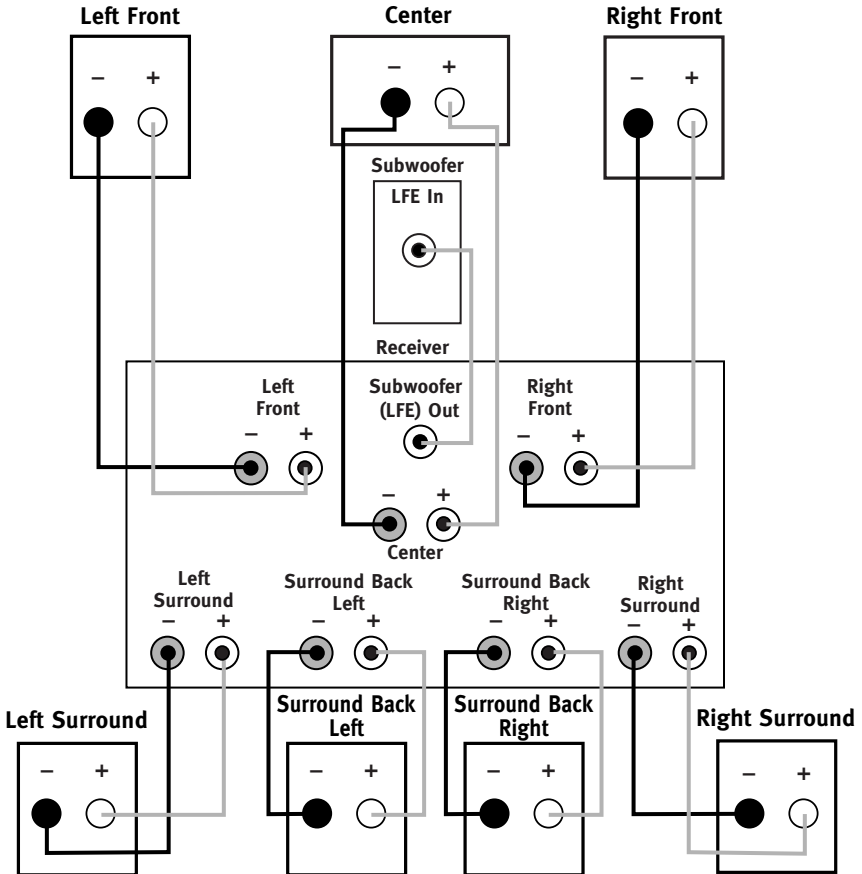 Left Front
Center
Right Front
− +
− +
− +
Subwoofer
LFE In
Receiver
Left
Front
− +
Subwoofer
(LFE) Out
Right
Front
− +
− +
Center
Left
Surround
− +
Surround Back
Left
− +
Surround Back
Right
− +
Right
Surround
− +
Left Surround
− +
Surround Back
Left
− +
Surround Back
Right
− +
Right Surround
− +